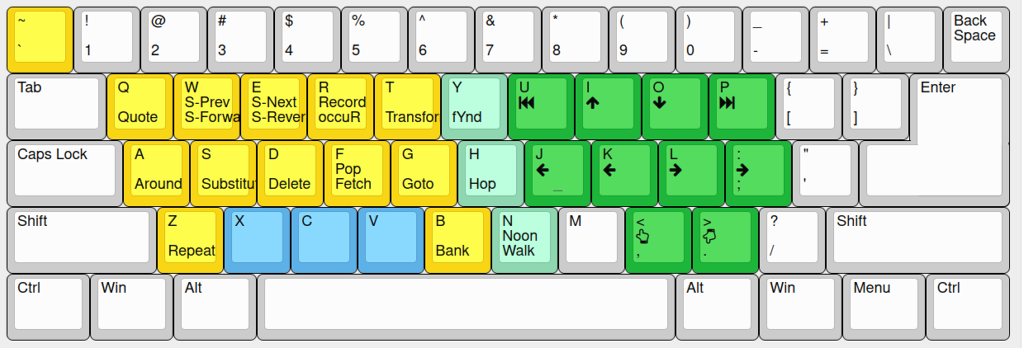 ~ ! @ # $ % ^ & * ( ) _ + | Back
Space
` 1 2 3 4 5 6 7 8 9 0 - = \
Tab Q W E R T Y U I O P { } Enter
S-Prev S-Next Record
Quote S-Forwa S-Rever occuR Transfor fYnd [ ]
Caps Lock A S D F G H J K L : "
Pop
Around Substitut Delete Fetch Goto Hop _ ; '
Shift Z X C V B N M < > ? Shift
Noon
Repeat Bank Walk , . /
Ctrl Win Alt Alt Win Menu Ctrl